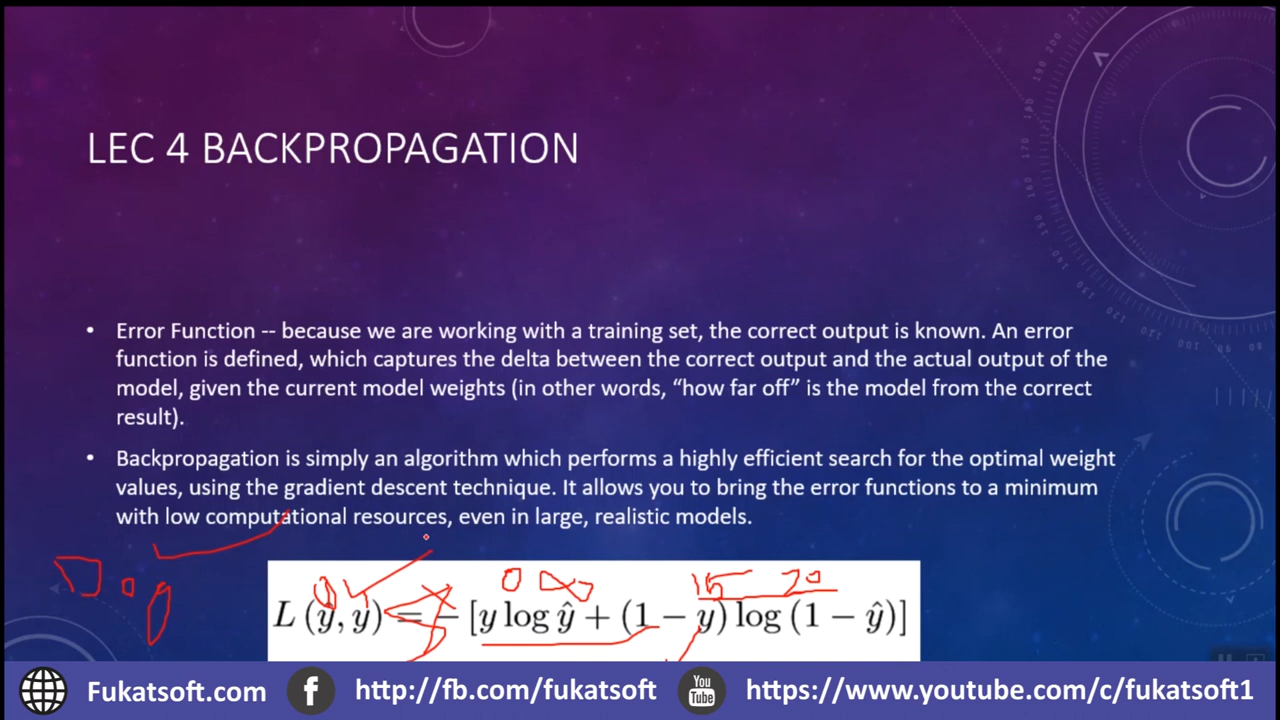 LEC 4 BACKPROPAGATION
• Error Function -- because we are working with a training set, the correct output is known. An error
function is defined, which captures the delta between the correct output and the actual output of the
model, given the current model weights (in other words, “how far off” is the model from the correct
result).
• Backpropagation is simply an algorithm which performs a highly efficient search for the optimal weight
values, using the gradient descent technique. It allows you to bring the error functions to a minimum
with low computational resources, even in large, realistic models.
15 20
L (ŷ, y) = − [y log ŷ + (1 − y) log (1 − ŷ)]
Fukatsoft.com f http://fb.com/fukatsoft You Tube https://www.youtube.com/c/fukatsoft1